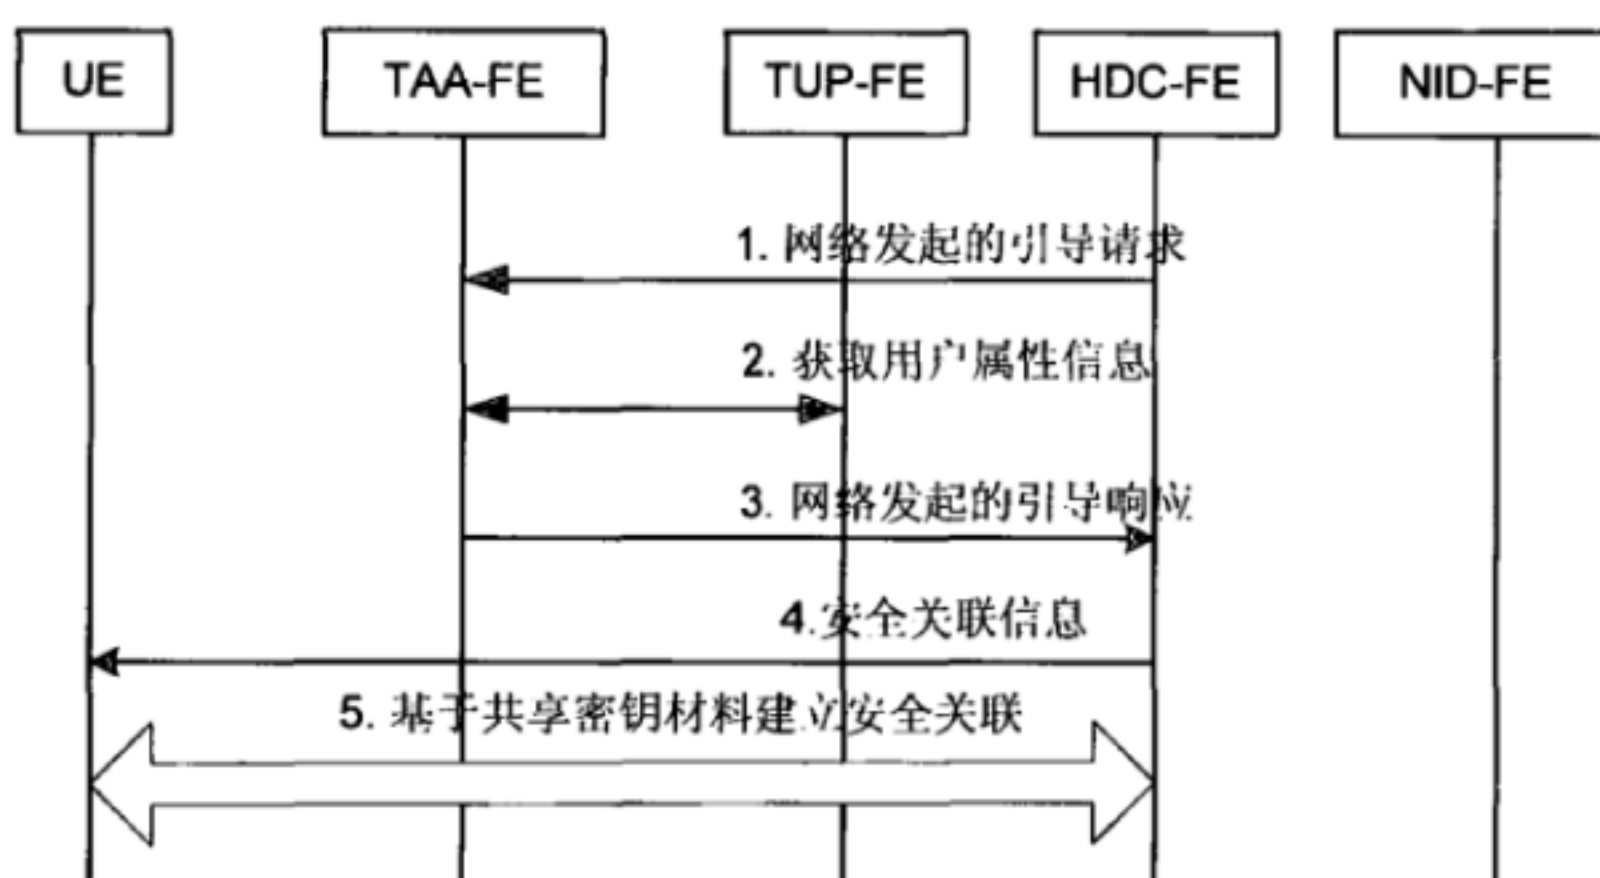 UE
TAA-FE
TUP-FE
HDC-FE
NID-FE
1. 网络发起的引导请求
2. 获取用户属性信息
3. 网络发起的引导响应
4.安全关联信息
5. 基于共享密钥材料建立安全关联